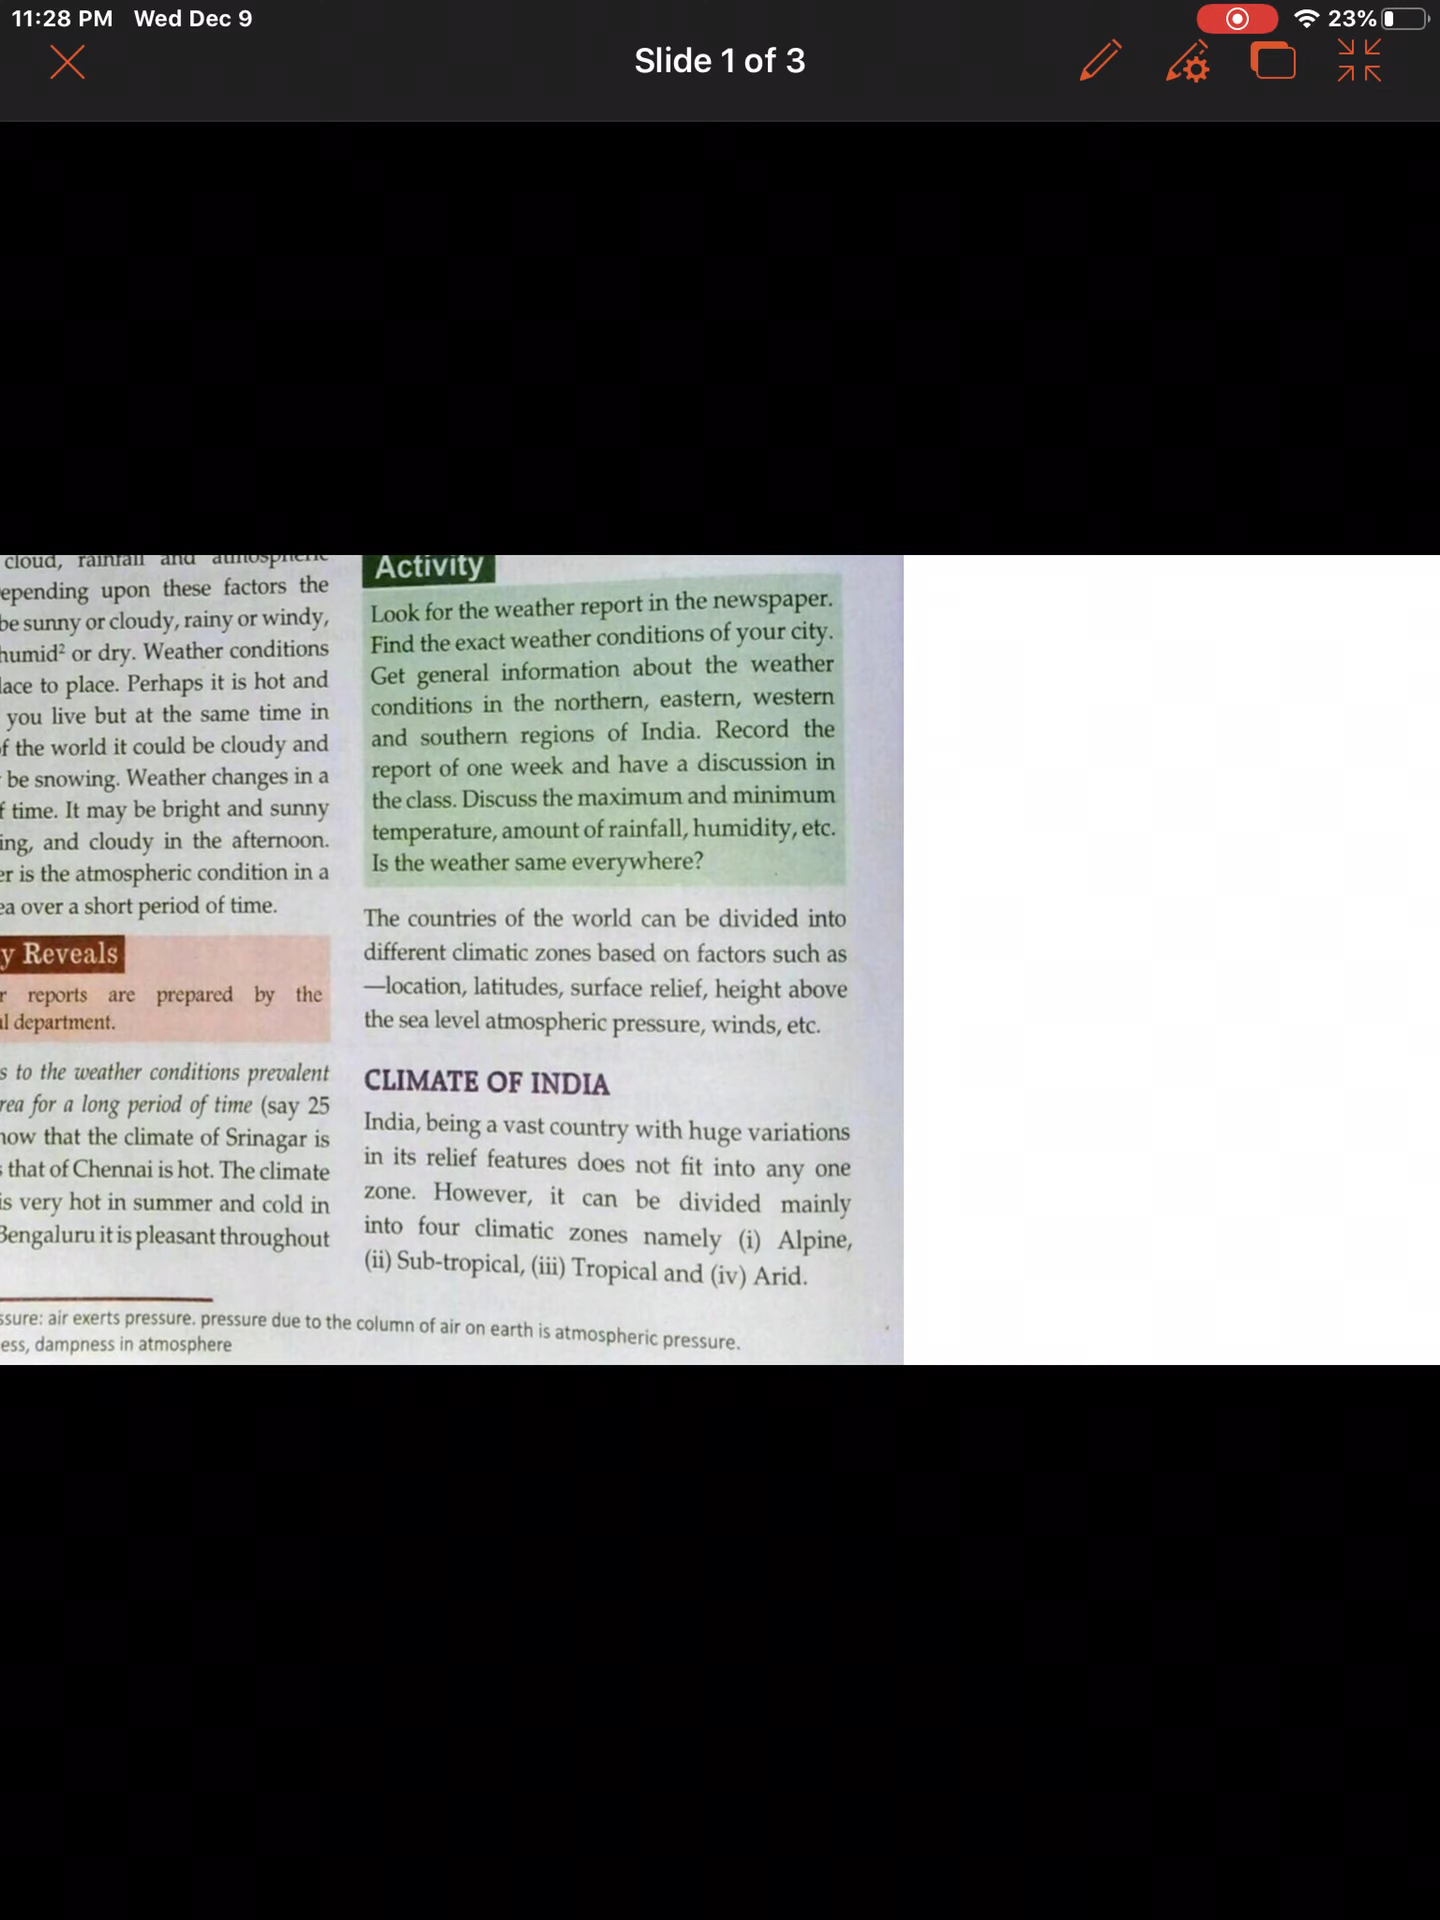 11:28 PM Wed Dec 9
23%
Slide 1 of 3
cloud, rainfall and atmospheric
epending upon these factors the
be sunny or cloudy, rainy or windy,
humid² or dry. Weather conditions
lace to place. Perhaps it is hot and
you live but at the same time in
f the world it could be cloudy and
be snowing. Weather changes in a
f time. It may be bright and sunny
ing, and cloudy in the afternoon.
er is the atmospheric condition in a
ea over a short period of time.
y Reveals
r reports are prepared by the
al department.
s to the weather conditions prevalent
rea for a long period of time (say 25
now that the climate of Srinagar is
s that of Chennai is hot. The climate
is very hot in summer and cold in
Bengaluru it is pleasant throughout
Activity
Look for the weather report in the newspaper.
Find the exact weather conditions of your city.
Get general information about the weather
conditions in the northern, eastern, western
and southern regions of India. Record the
report of one week and have a discussion in
the class. Discuss the maximum and minimum
temperature, amount of rainfall, humidity, etc.
Is the weather same everywhere?
The countries of the world can be divided into
different climatic zones based on factors such as
—location, latitudes, surface relief, height above
the sea level atmospheric pressure, winds, etc.
CLIMATE OF INDIA
India, being a vast country with huge variations
in its relief features does not fit into any one
zone. However, it can be divided mainly
into four climatic zones namely (i) Alpine,
(ii) Sub-tropical, (iii) Tropical and (iv) Arid.
ssure: air exerts pressure. pressure due to the column of air on earth is atmospheric pressure.
ess, dampness in atmosphere